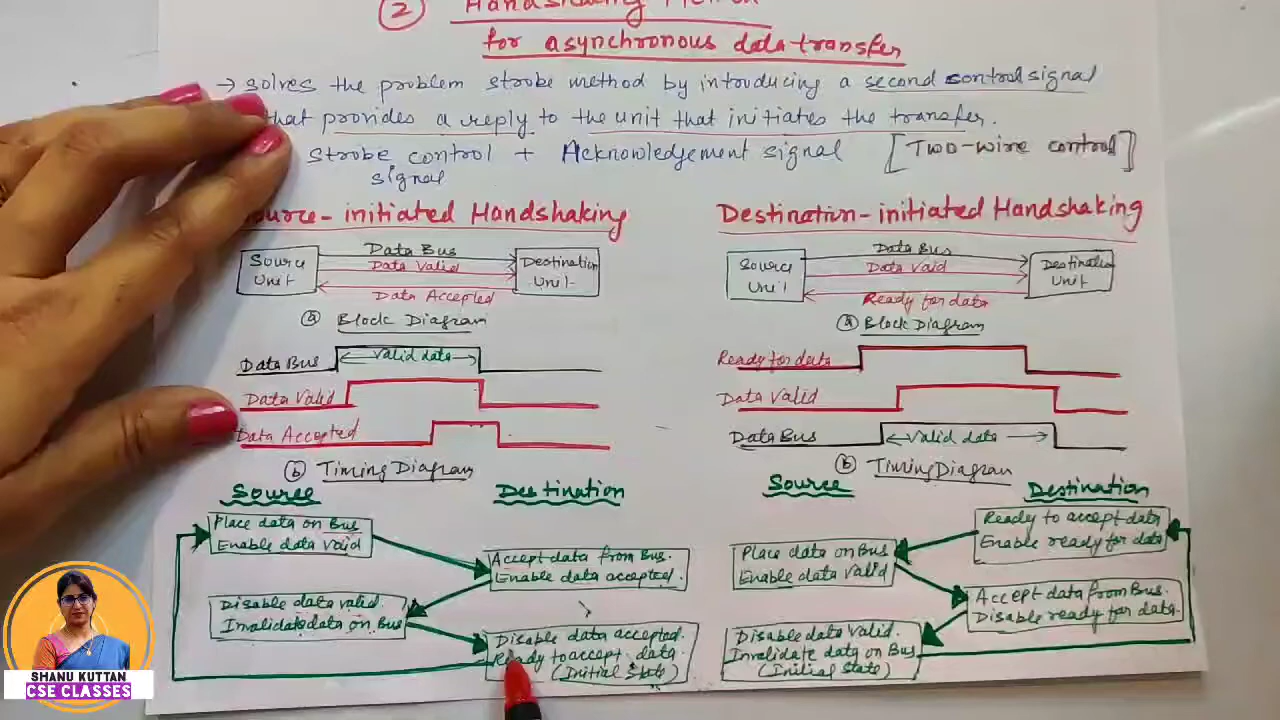 ② Handshaking Method
for asynchronous data transfer
→ solves the problem strobe method by introducing a second control signal
that provides a reply to the unit that initiates the transfer.
strobe control + Acknowledgement signal [Two-wire control]
signal
Source-initiated Handshaking
Source Unit
Data Bus
Data Valid
Data Accepted
Destination Unit
ⓐ Block Diagram
Data Bus
valid data
Data Valid
Data Accepted
ⓑ Timing Diagram
Source
Destination
Place data on Bus
Enable data valid
Accept data from Bus.
Enable data accepted.
Disable data valid.
Invalidate data on Bus
Disable data accepted.
Ready to accept data.
(Initial State)
Destination-initiated Handshaking
Source Unit
Data Bus
Data Vaid
Ready for data
Destination Unit
ⓐ Block Diagram
Ready for data
Data Valid
Data Bus
valid data
ⓑ Timing Diagram
Source
Destination
Ready to accept data
Enable ready for data
Place data on Bus
Enable data valid
Accept data from Bus.
Disable ready for data.
Disable data valid.
Invalidate data on Bus
(Initial State)
SHANU KUTTAN
CSE CLASSES